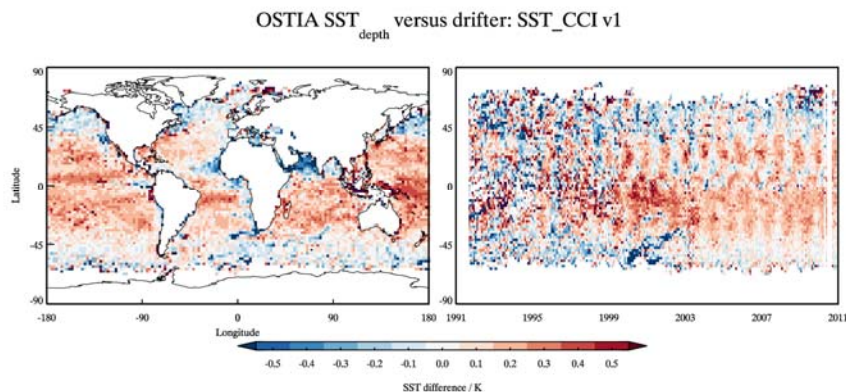 OSTIA SST_depth versus drifter: SST_CCI v1
90
45
0
-45
-90
Latitude
-180 -90 0 90 180
Longitude
90
45
0
-45
-90
1991 1995 1999 2003 2007 2011
-0.5 -0.4 -0.3 -0.2 -0.1 0.0 0.1 0.2 0.3 0.4 0.5
SST difference / K